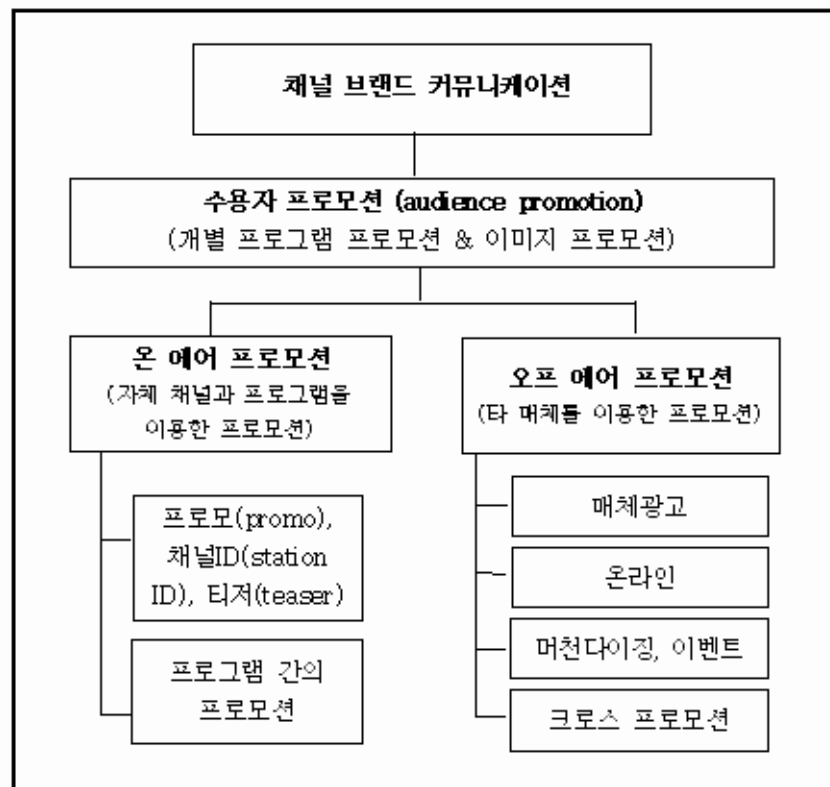 채널 브랜드 커뮤니케이션
수용자 프로모션 (audience promotion)
(개별 프로그램 프로모션 & 이미지 프로모션)
온 에어 프로모션
(자체 채널과 프로그램을
이용한 프로모션)
프로모(promo),
채널ID(station
ID), 티저(teaser)
프로그램 간의
프로모션
오프 에어 프로모션
(타 매체를 이용한 프로모션)
매체광고
온라인
머천다이징, 이벤트
크로스 프로모션